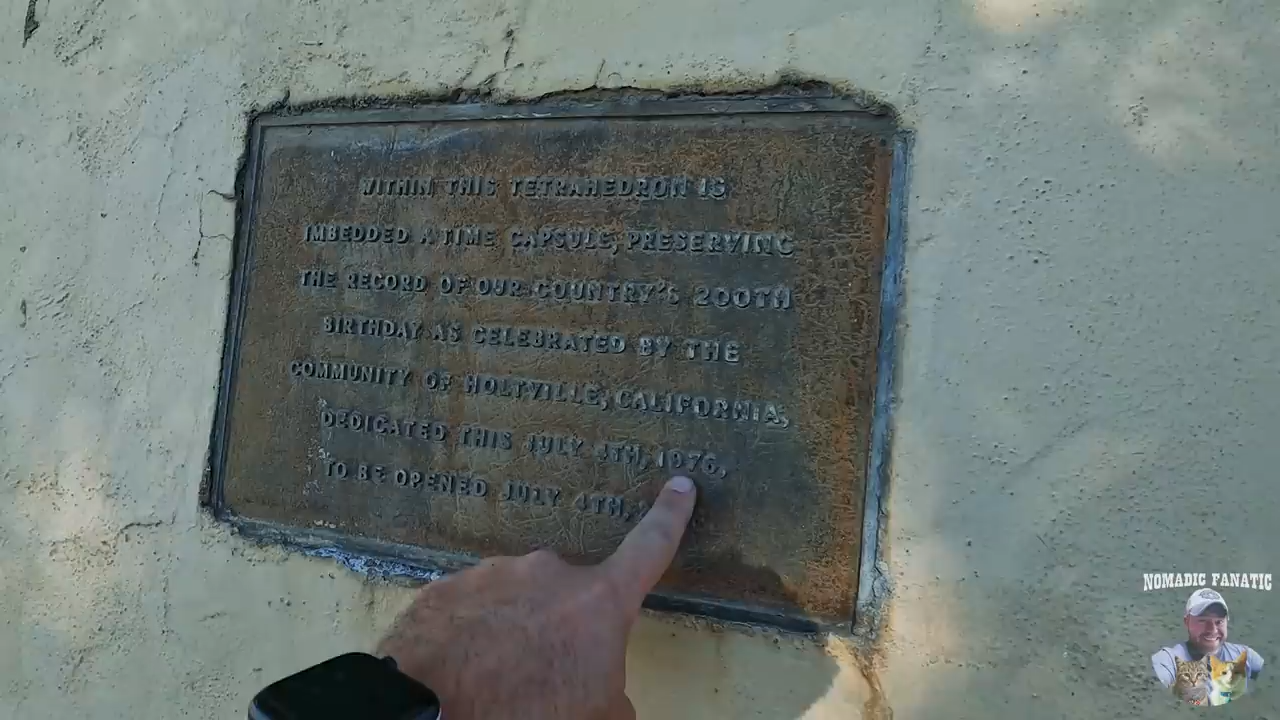 WITHIN THIS TETRAHEDRON IS
IMBEDDED A TIME CAPSULE, PRESERVING
THE RECORD OF OUR COUNTRY'S 200TH
BIRTHDAY AS CELEBRATED BY THE
COMMUNITY OF HOLTVILLE, CALIFORNIA,
DEDICATED THIS JULY 4TH, 1976,
TO BE OPENED JULY 4TH,
NOMADIC FANATIC